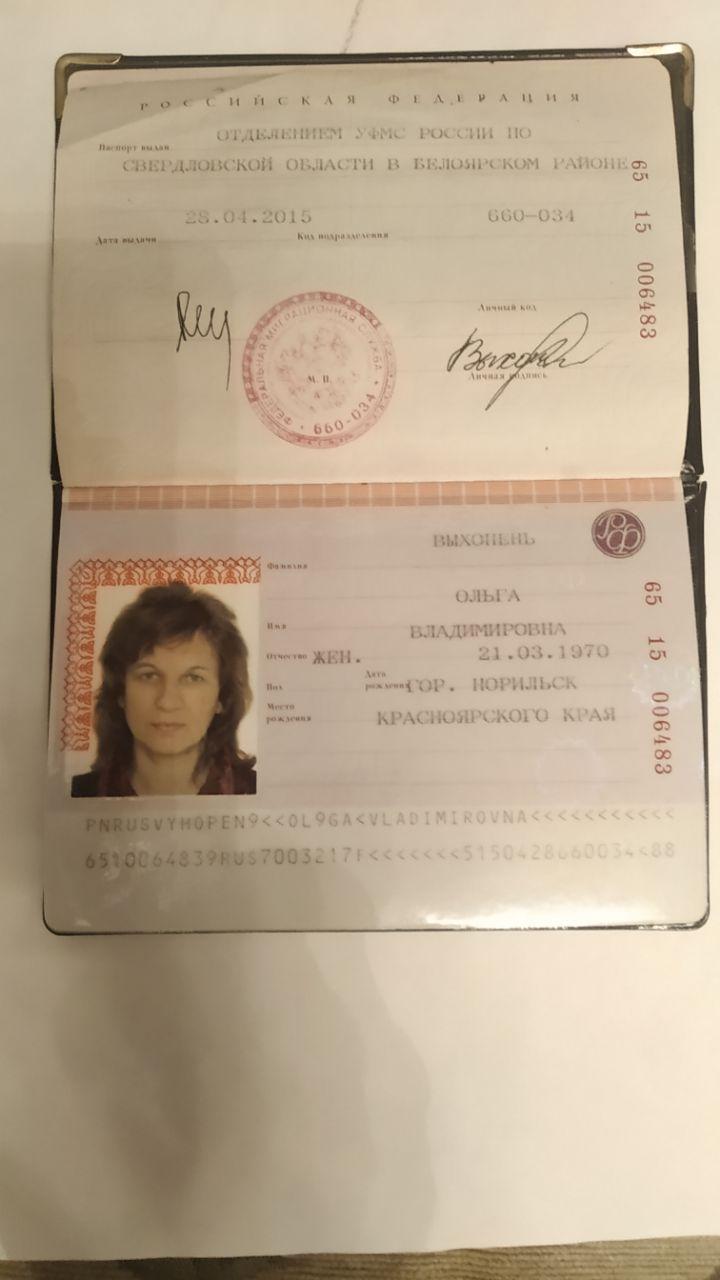 РОССИЙСКАЯ ФЕДЕРАЦИЯ
Паспорт выдан ОТДЕЛЕНИЕМ УФМС РОССИИ ПО
СВЕРДЛОВСКОЙ ОБЛАСТИ В БЕЛОЯРСКОМ РАЙОНЕ
28.04.2015 660-034
Дата выдачи Код подразделения
65 15 006483
Личный код
ФЕДЕРАЛЬНАЯ МИГРАЦИОННАЯ СЛУЖБА
М. П.
660-034
Личная подпись
ВЫХОПЕНЬ
РФ
Фамилия
ОЛЬГА
Имя
ВЛАДИМИРОВНА
Отчество ЖЕН. 21.03.1970
Пол Дата рождения ГОР. НОРИЛЬСК
Место рождения КРАСНОЯРСКОГО КРАЯ
65 15 006483
PNRUSVYHOPEN9<<OL9GA<VLADIMIROVNA<<<<<<<<<<<
6510064839RUS7003217F<<<<<<<5150428660034<88